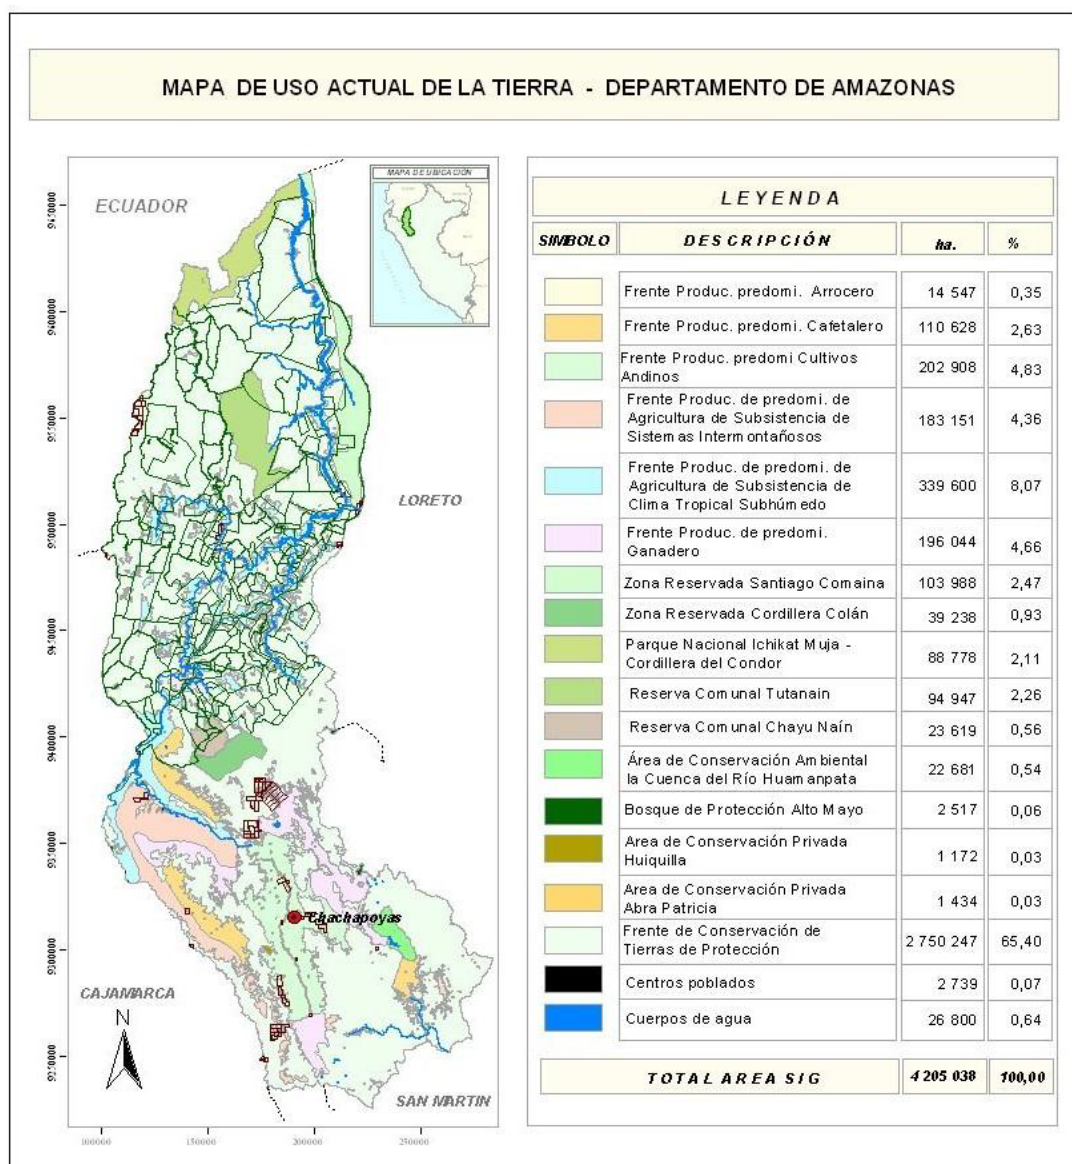 MAPA DE USO ACTUAL DE LA TIERRA - DEPARTAMENTO DE AMAZONAS
ECUADOR
MAPA DE UBICACIÓN
LORETO
Chachapoyas
CAJAMARCA
N
SAN MARTIN
100000 150000 200000 250000
LEYENDA
SIMBOLO DESCRIPCIÓN ha. %
Frente Produc. predomi. Arrocero 14 547 0,35
Frente Produc. predomi. Cafetalero 110 628 2,63
Frente Produc. predomi Cultivos
Andinos 202 908 4,83
Frente Produc. de predomi. de
Agricultura de Subsistencia de
Sistemas Intermontañosos 183 151 4,36
Frente Produc. de predomi. de
Agricultura de Subsistencia de
Clima Tropical Subhúmedo 339 600 8,07
Frente Produc. de predomi.
Ganadero 196 044 4,66
Zona Reservada Santiago Comaina 103 988 2,47
Zona Reservada Cordillera Colán 39 238 0,93
Parque Nacional Ichikat Muja -
Cordillera del Condor 88 778 2,11
Reserva Comunal Tutanain 94 947 2,26
Reserva Comunal Chayu Naín 23 619 0,56
Área de Conservación Ambiental
la Cuenca del Río Huamanpata 22 681 0,54
Bosque de Protección Alto Mayo 2 517 0,06
Area de Conservación Privada
Huiquilla 1 172 0,03
Area de Conservación Privada
Abra Patricia 1 434 0,03
Frente de Conservación de
Tierras de Protección 2 750 247 65,40
Centros poblados 2 739 0,07
Cuerpos de agua 26 800 0,64
TOTAL AREA SIG 4 205 038 100,00